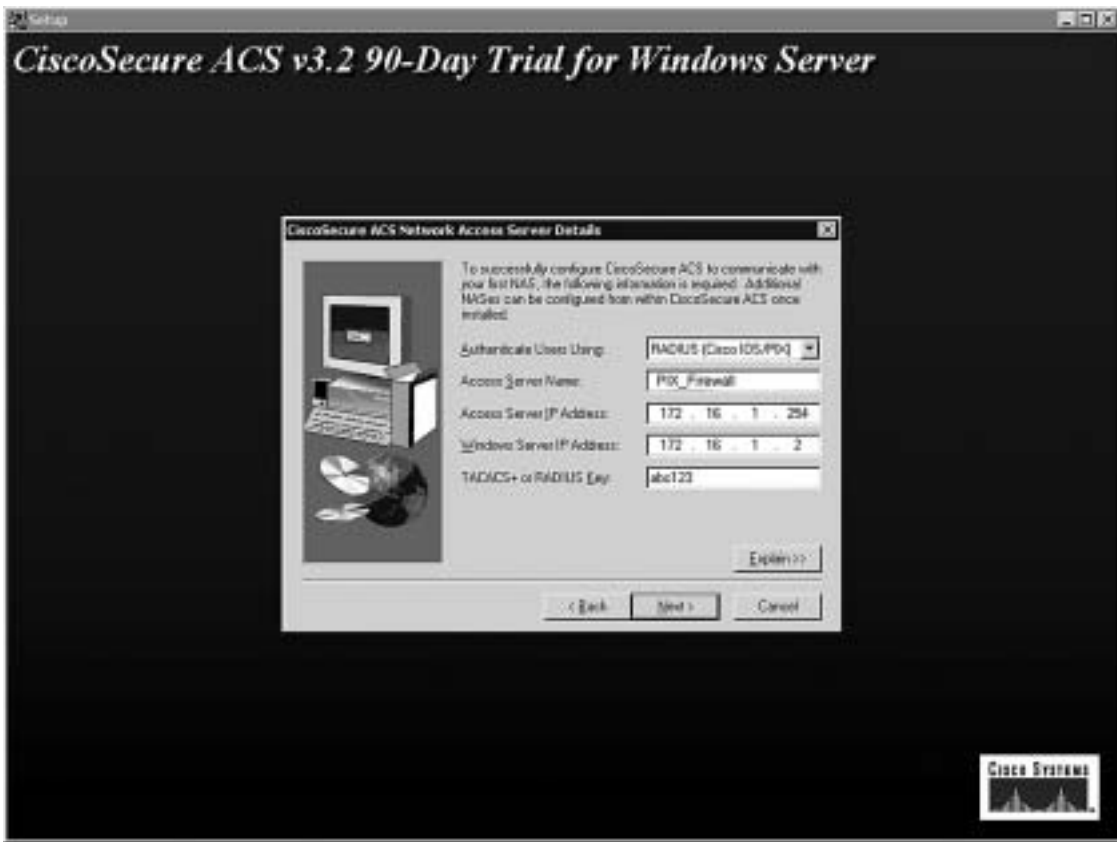 Setup
CiscoSecure ACS v3.2 90-Day Trial for Windows Server
CiscoSecure ACS Network Access Server Details
To successfully configure CiscoSecure ACS to communicate with
your first NAS, the following information is required. Additional
NASes can be configured from within CiscoSecure ACS once
installed.
Authenticate Users Using: RADIUS (Cisco IOS/PIX)
Access Server Name: PIX_Firewall
Access Server IP Address: 172 . 16 . 1 . 254
Windows Server IP Address: 172 . 16 . 1 . 2
TACACS+ or RADIUS Key: abc123
Explain >>
< Back Next > Cancel
CISCO SYSTEMS